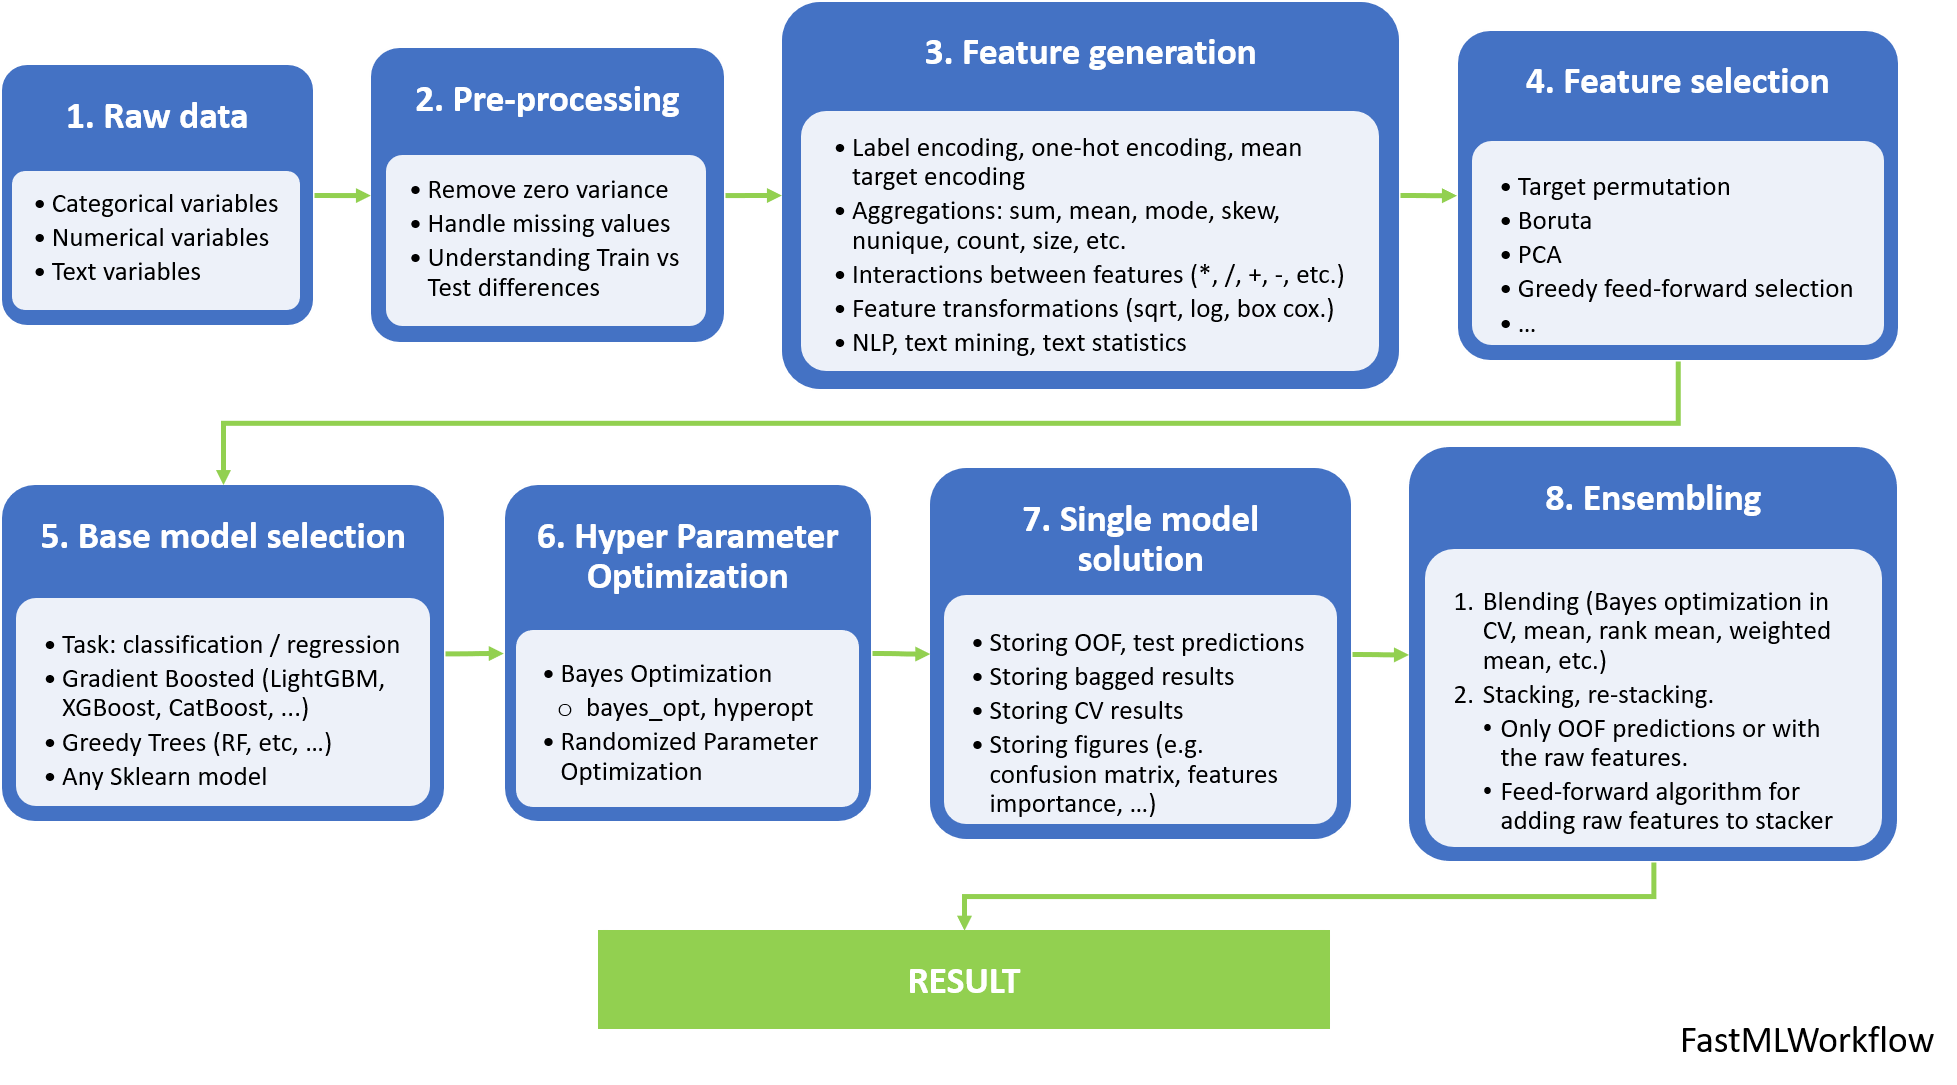 1. Raw data
• Categorical variables
• Numerical variables
• Text variables
2. Pre-processing
• Remove zero variance
• Handle missing values
• Understanding Train vs
Test differences
3. Feature generation
• Label encoding, one-hot encoding, mean
target encoding
• Aggregations: sum, mean, mode, skew,
nunique, count, size, etc.
• Interactions between features (*, /, +, -, etc.)
• Feature transformations (sqrt, log, box cox.)
• NLP, text mining, text statistics
4. Feature selection
• Target permutation
• Boruta
• PCA
• Greedy feed-forward selection
• ...
5. Base model selection
• Task: classification / regression
• Gradient Boosted (LightGBM,
XGBoost, CatBoost, ...)
• Greedy Trees (RF, etc, ...)
• Any Sklearn model
6. Hyper Parameter
Optimization
• Bayes Optimization
o bayes_opt, hyperopt
• Randomized Parameter
Optimization
7. Single model
solution
• Storing OOF, test predictions
• Storing bagged results
• Storing CV results
• Storing figures (e.g.
confusion matrix, features
importance, ...)
8. Ensembling
1. Blending (Bayes optimization in
CV, mean, rank mean, weighted
mean, etc.)
2. Stacking, re-stacking.
• Only OOF predictions or with
the raw features.
• Feed-forward algorithm for
adding raw features to stacker
RESULT
FastMLWorkflow